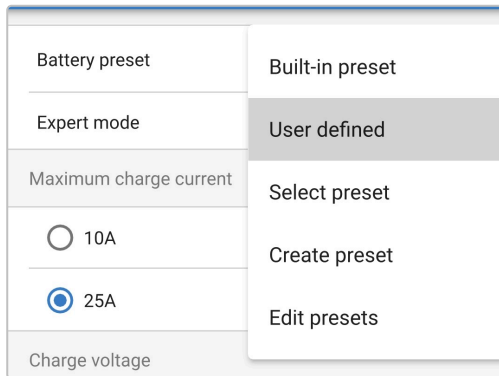 Battery preset
Expert mode
Maximum charge current
10A
25A
Charge voltage
Built-in preset
User defined
Select preset
Create preset
Edit presets